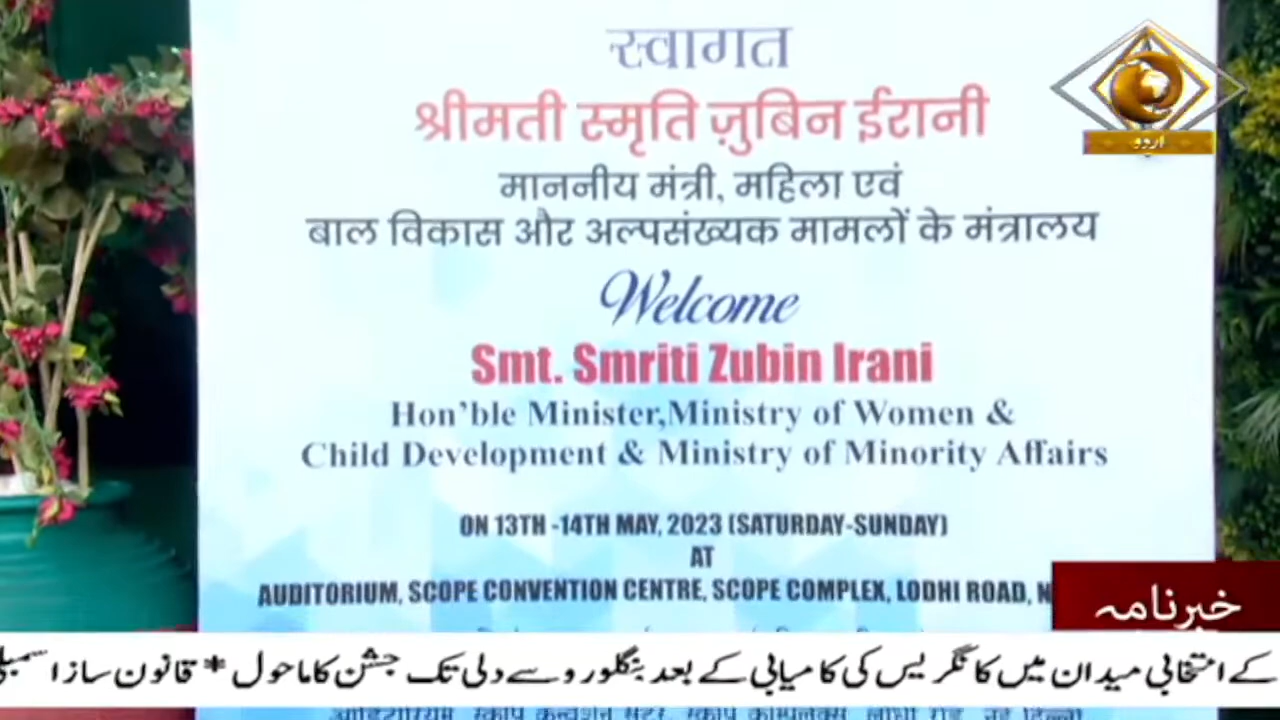 स्वागत
श्रीमती स्मृति ज़ुबिन ईरानी
माननीय मंत्री, महिला एवं
बाल विकास और अल्पसंख्यक मामलों के मंत्रालय
Welcome
Smt. Smriti Zubin Irani
Hon'ble Minister,Ministry of Women &
Child Development & Ministry of Minority Affairs
ON 13TH -14TH MAY, 2023 (SATURDAY-SUNDAY)
AT
AUDITORIUM, SCOPE CONVENTION CENTRE, SCOPE COMPLEX, LODHI ROAD,
اردو
خبرنامہ
کے انتخابی میدان میں کانگریس کی کامیابی کے بعد بنگلورو سے دلی تک جشن کا ماحول * قانون ساز